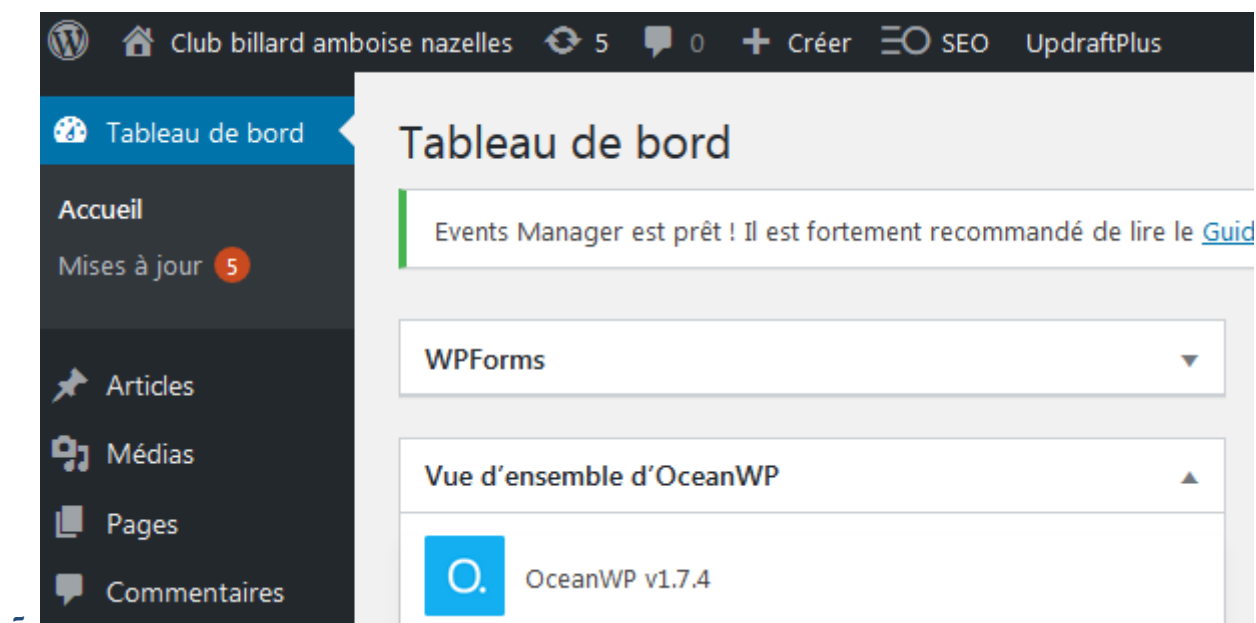 Club billard amboise nazelles 5 0 Créer SEO UpdraftPlus
Tableau de bord
Accueil
Mises à jour 5
Articles
Médias
Pages
Commentaires
Tableau de bord
Events Manager est prêt ! Il est fortement recommandé de lire le Guid
WPForms
Vue d'ensemble d'OceanWP
O.
OceanWP v1.7.4